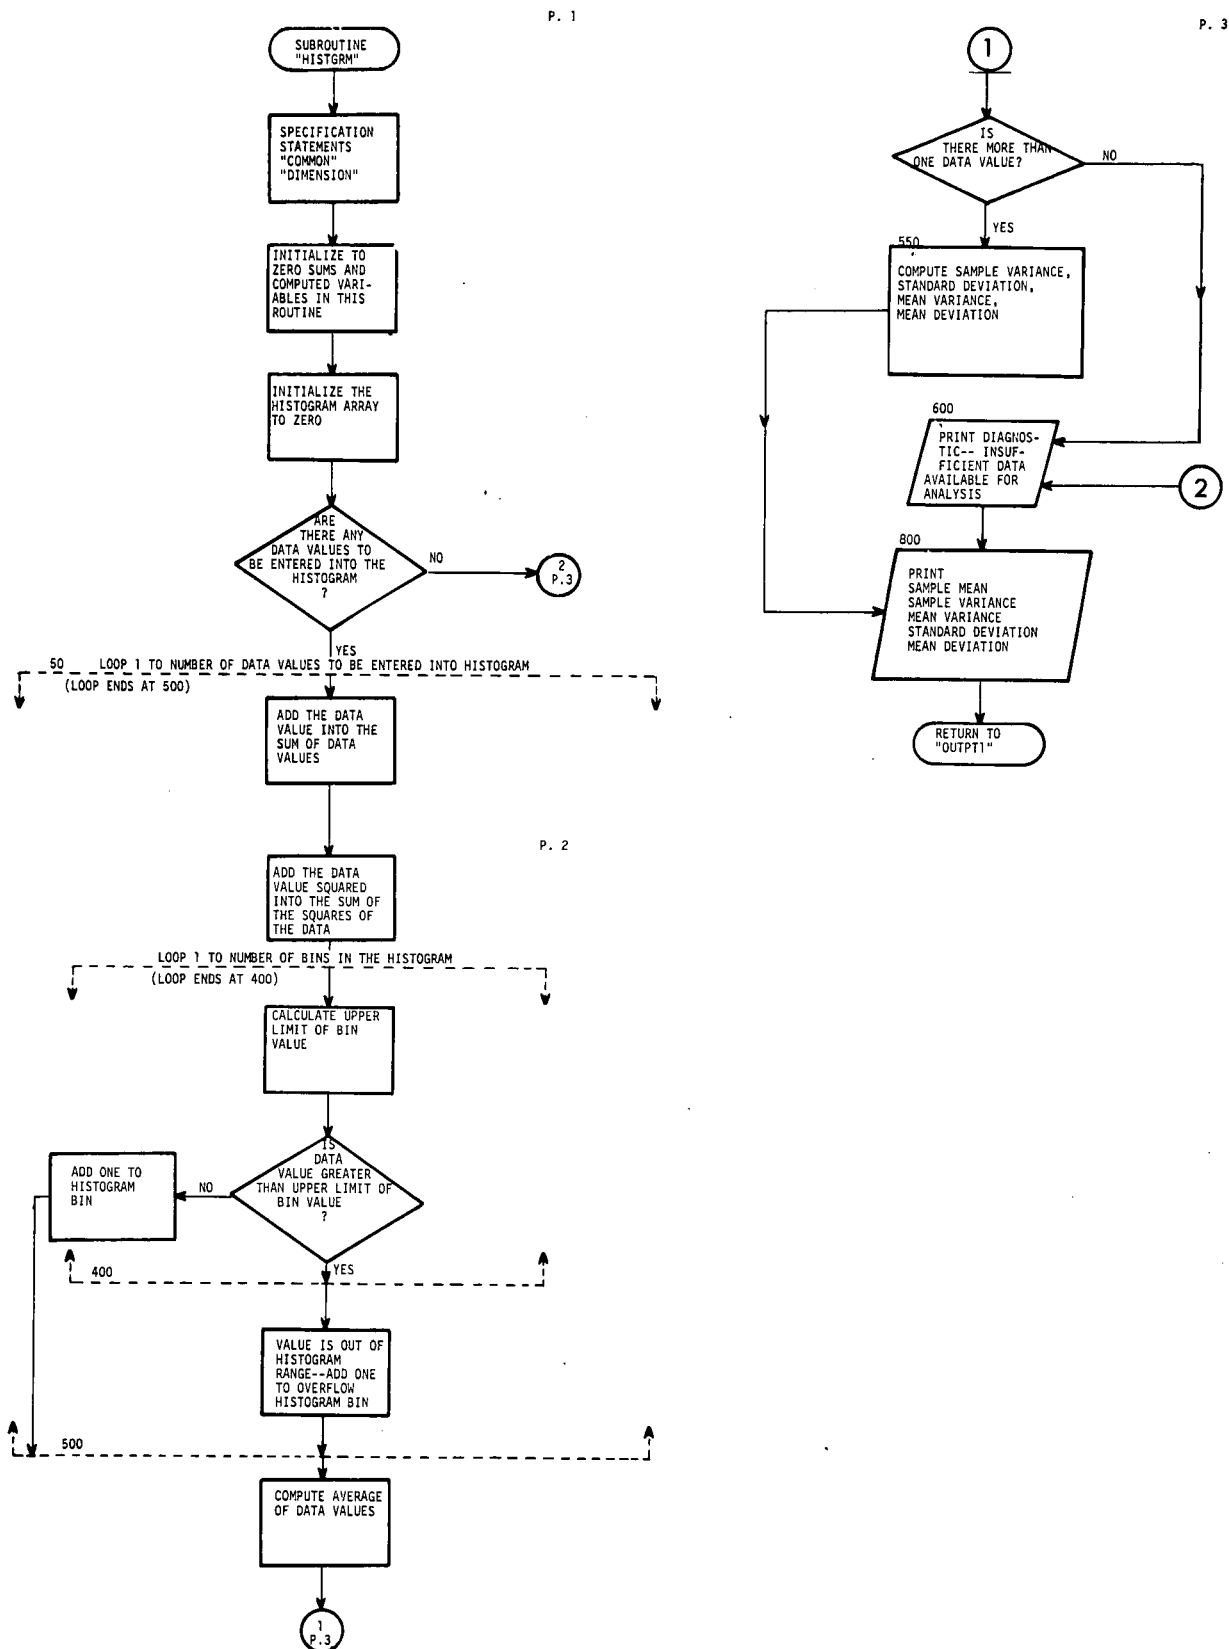 P. 1
SUBROUTINE
"HISTGRM"
SPECIFICATION
STATEMENTS
"COMMON"
"DIMENSION"
INITIALIZE TO
ZERO SUMS AND
COMPUTED VARI-
ABLES IN THIS
ROUTINE
INITIALIZE THE
HISTOGRAM ARRAY
TO ZERO
ARE
THERE ANY
DATA VALUES TO
BE ENTERED INTO THE
HISTOGRAM
?
NO
2
P.3
YES
50 LOOP 1 TO NUMBER OF DATA VALUES TO BE ENTERED INTO HISTOGRAM
(LOOP ENDS AT 500)
ADD THE DATA
VALUE INTO THE
SUM OF DATA
VALUES
P. 2
ADD THE DATA
VALUE SQUARED
INTO THE SUM OF
THE SQUARES OF
THE DATA
LOOP 1 TO NUMBER OF BINS IN THE HISTOGRAM
(LOOP ENDS AT 400)
CALCULATE UPPER
LIMIT OF BIN
VALUE
IS
DATA
VALUE GREATER
THAN UPPER LIMIT OF
BIN VALUE
?
NO
ADD ONE TO
HISTOGRAM
BIN
YES
400
VALUE IS OUT OF
HISTOGRAM
RANGE--ADD ONE
TO OVERFLOW
HISTOGRAM BIN
500
COMPUTE AVERAGE
OF DATA VALUES
1
P.3
P. 3
1
IS
THERE MORE THAN
ONE DATA VALUE?
NO
YES
550
COMPUTE SAMPLE VARIANCE,
STANDARD DEVIATION,
MEAN VARIANCE,
MEAN DEVIATION
600
PRINT DIAGNOS-
TIC-- INSUF-
FICIENT DATA
AVAILABLE FOR
ANALYSIS
2
800
PRINT
SAMPLE MEAN
SAMPLE VARIANCE
MEAN VARIANCE
STANDARD DEVIATION
MEAN DEVIATION
RETURN TO
"OUTPT1"